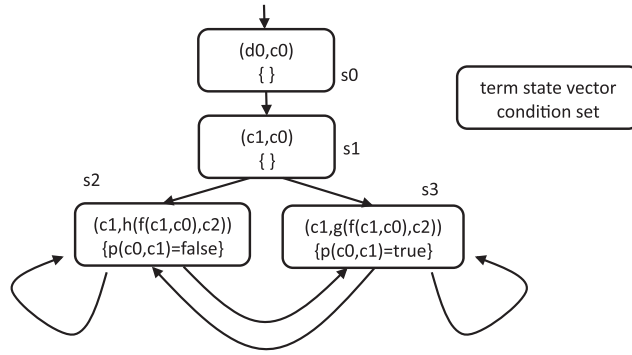 (d0,c0)
{ }
s0
term state vector
condition set
(c1,c0)
{ }
s1
s2
s3
(c1,h(f(c1,c0),c2))
{p(c0,c1)=false}
(c1,g(f(c1,c0),c2))
{p(c0,c1)=true}